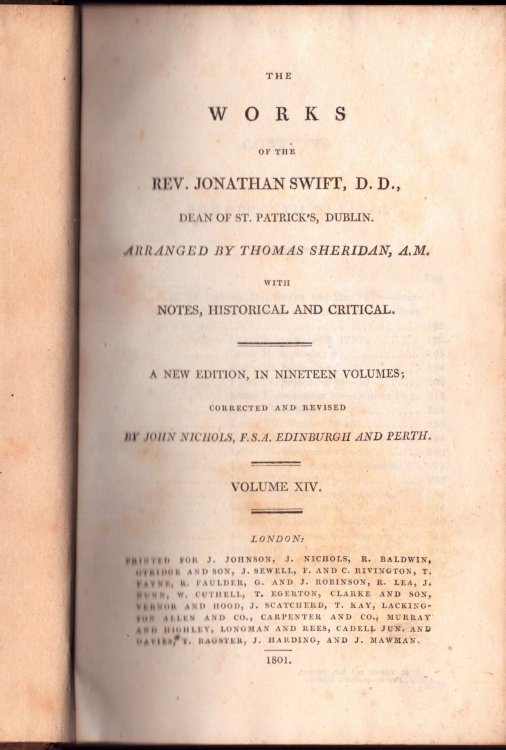 THE
WORKS
OF THE
REV. JONATHAN SWIFT, D. D.,
DEAN OF ST. PATRICK'S, DUBLIN.
ARRANGED BY THOMAS SHERIDAN, A.M.
WITH
NOTES, HISTORICAL AND CRITICAL.
A NEW EDITION, IN NINETEEN VOLUMES;
CORRECTED AND REVISED
BY JOHN NICHOLS, F.S.A. EDINBURGH AND PERTH.
VOLUME XIV.
LONDON:
PRINTED FOR J. JOHNSON, J. NICHOLS, R. BALDWIN,
OTRIDGE AND SON, J. SEWELL, F. AND C. RIVINGTON, T.
PAYNE, R. FAULDER, G. AND J. ROBINSON, R. LEA, J.
NUNN, W. CUTHELL, T. EGERTON, CLARKE AND SON,
VERNOR AND HOOD, J. SCATCHERD, T. KAY, LACKING-
TON ALLEN AND CO., CARPENTER AND CO., MURRAY
AND HIGHLEY, LONGMAN AND REES, CADELL JUN. AND
DAVIES, T. BAGSTER, J. HARDING, AND J. MAWMAN.
1801.